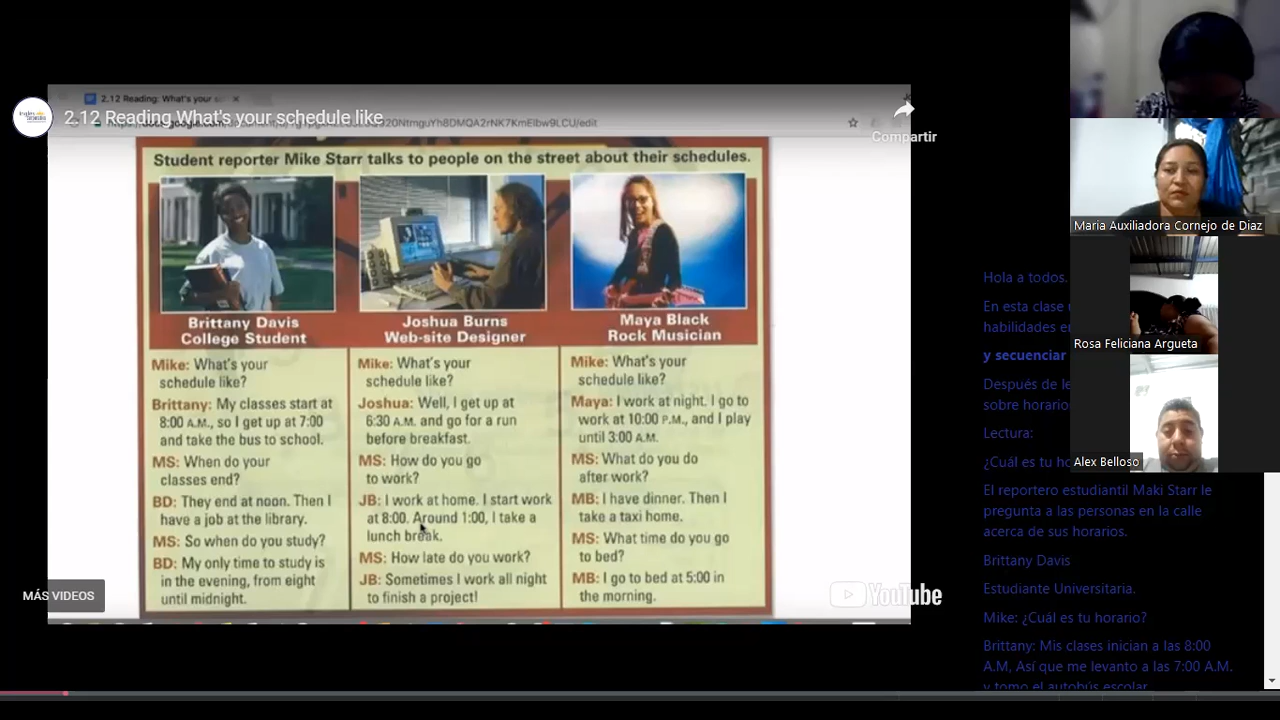 2.12 Reading: What's your
2.12 Reading What's your schedule like
Compartir
Student reporter Mike Starr talks to people on the street about their schedules.
Brittany Davis
College Student
Mike: What's your
schedule like?
Brittany: My classes start at
8:00 A.M., so I get up at 7:00
and take the bus to school.
MS: When do your
classes end?
BD: They end at noon. Then I
have a job at the library.
MS: So when do you study?
BD: My only time to study is
in the evening, from eight
until midnight.
Joshua Burns
Web-site Designer
Mike: What's your
schedule like?
Joshua: Well, I get up at
6:30 A.M. and go for a run
before breakfast.
MS: How do you go
to work?
JB: I work at home. I start work
at 8:00. Around 1:00, I take a
lunch break.
MS: How late do you work?
JB: Sometimes I work all night
to finish a project!
Maya Black
Rock Musician
Mike: What's your
schedule like?
Maya: I work at night. I go to
work at 10:00 P.M., and I play
until 3:00 A.M.
MS: What do you do
after work?
MB: I have dinner. Then I
take a taxi home.
MS: What time do you go
to bed?
MB: I go to bed at 5:00 in
the morning.
MÁS VIDEOS
YouTube
Maria Auxiliadora Cornejo de Diaz
Rosa Feliciana Argueta
Alex Belloso
Hola a todos.
En esta clase
habilidades
y secuenciar
Después de
sobre
Lectura:
¿Cuál es tu
El reportero estudiantil Maki Starr le
pregunta a las personas en la calle
acerca de sus horarios.
Brittany Davis
Estudiante Universitaria.
Mike: ¿Cuál es tu horario?
Brittany: Mis clases inician a las 8:00
A.M, Así que me levanto a las 7:00 A.M.
y tomo el autobús escolar